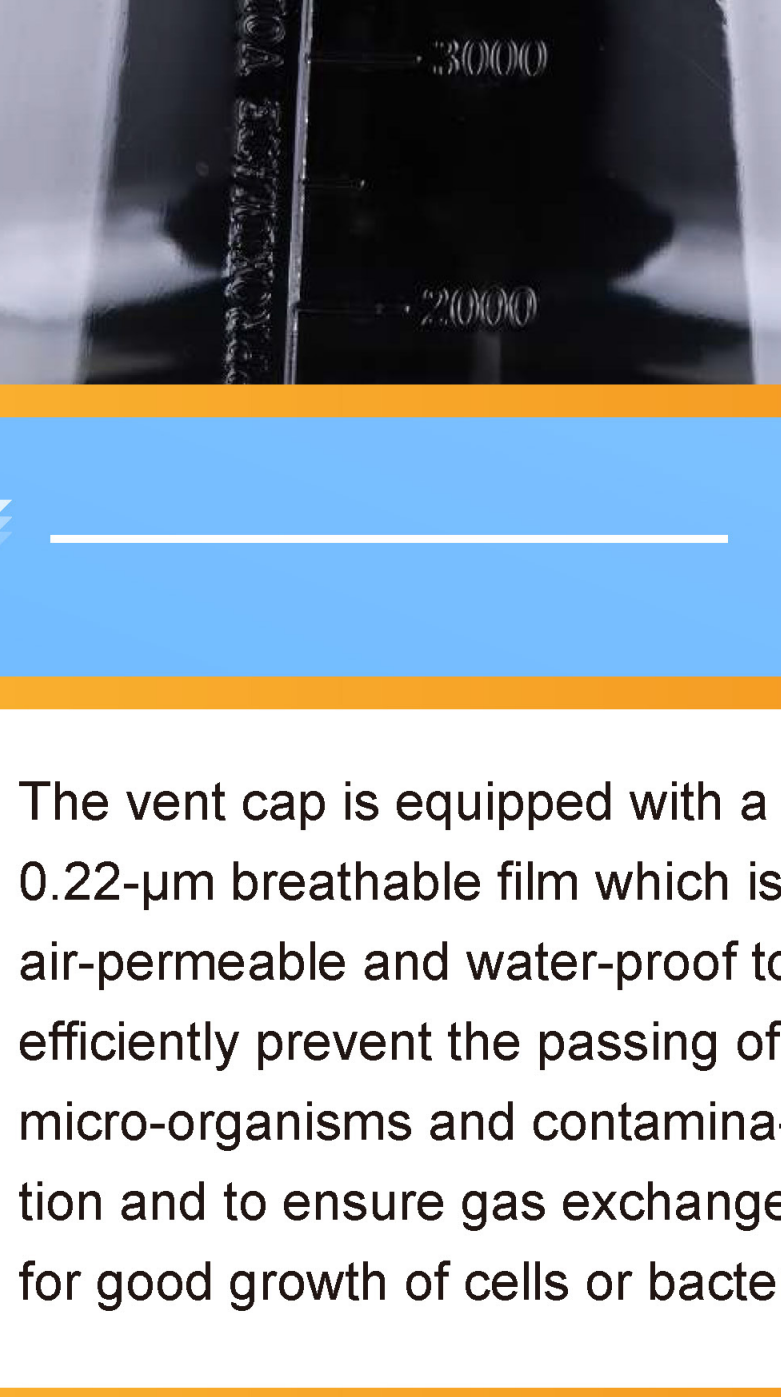 3000
2000
The vent cap is equipped with a
0.22-μm breathable film which is
air-permeable and water-proof to
efficiently prevent the passing of
micro-organisms and contamina-
tion and to ensure gas exchange
for good growth of cells or bacte